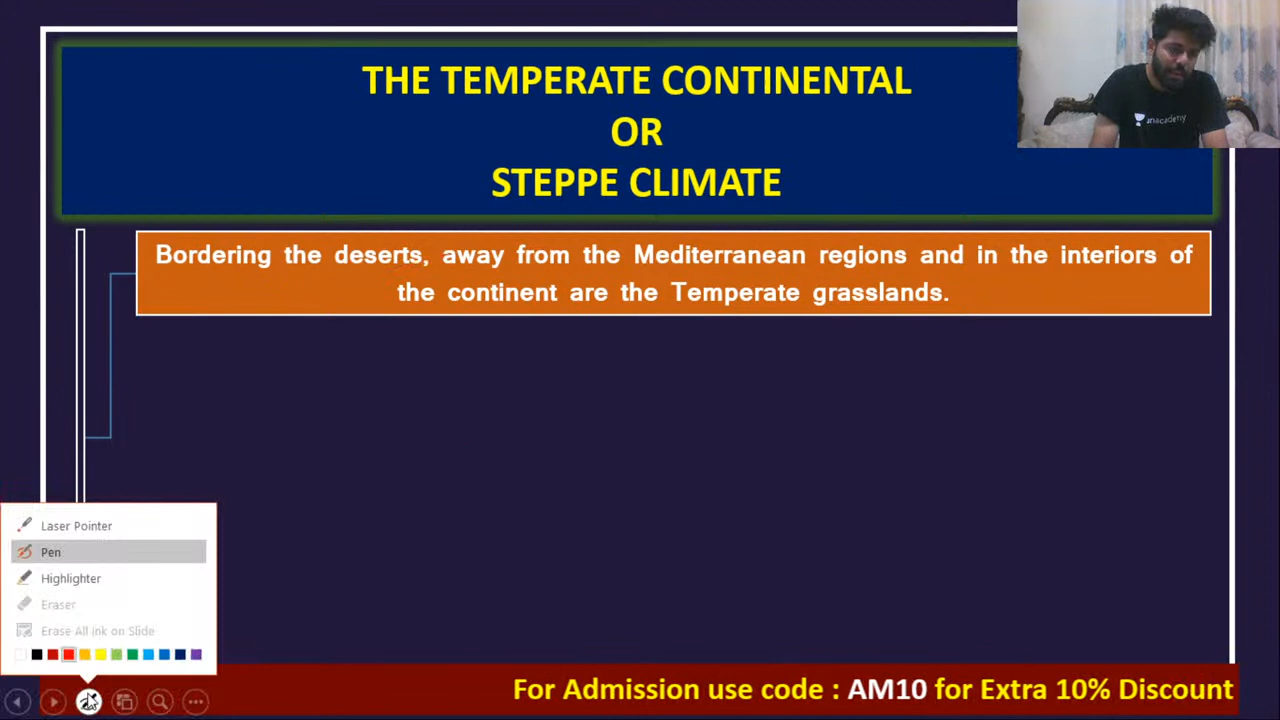 THE TEMPERATE CONTINENTAL
OR
STEPPE CLIMATE
unacademy
Bordering the deserts, away from the Mediterranean regions and in the interiors of
the continent are the Temperate grasslands.
Laser Pointer
Pen
Highlighter
Eraser
Erase All Ink on Slide
For Admission use code : AM10 for Extra 10% Discount